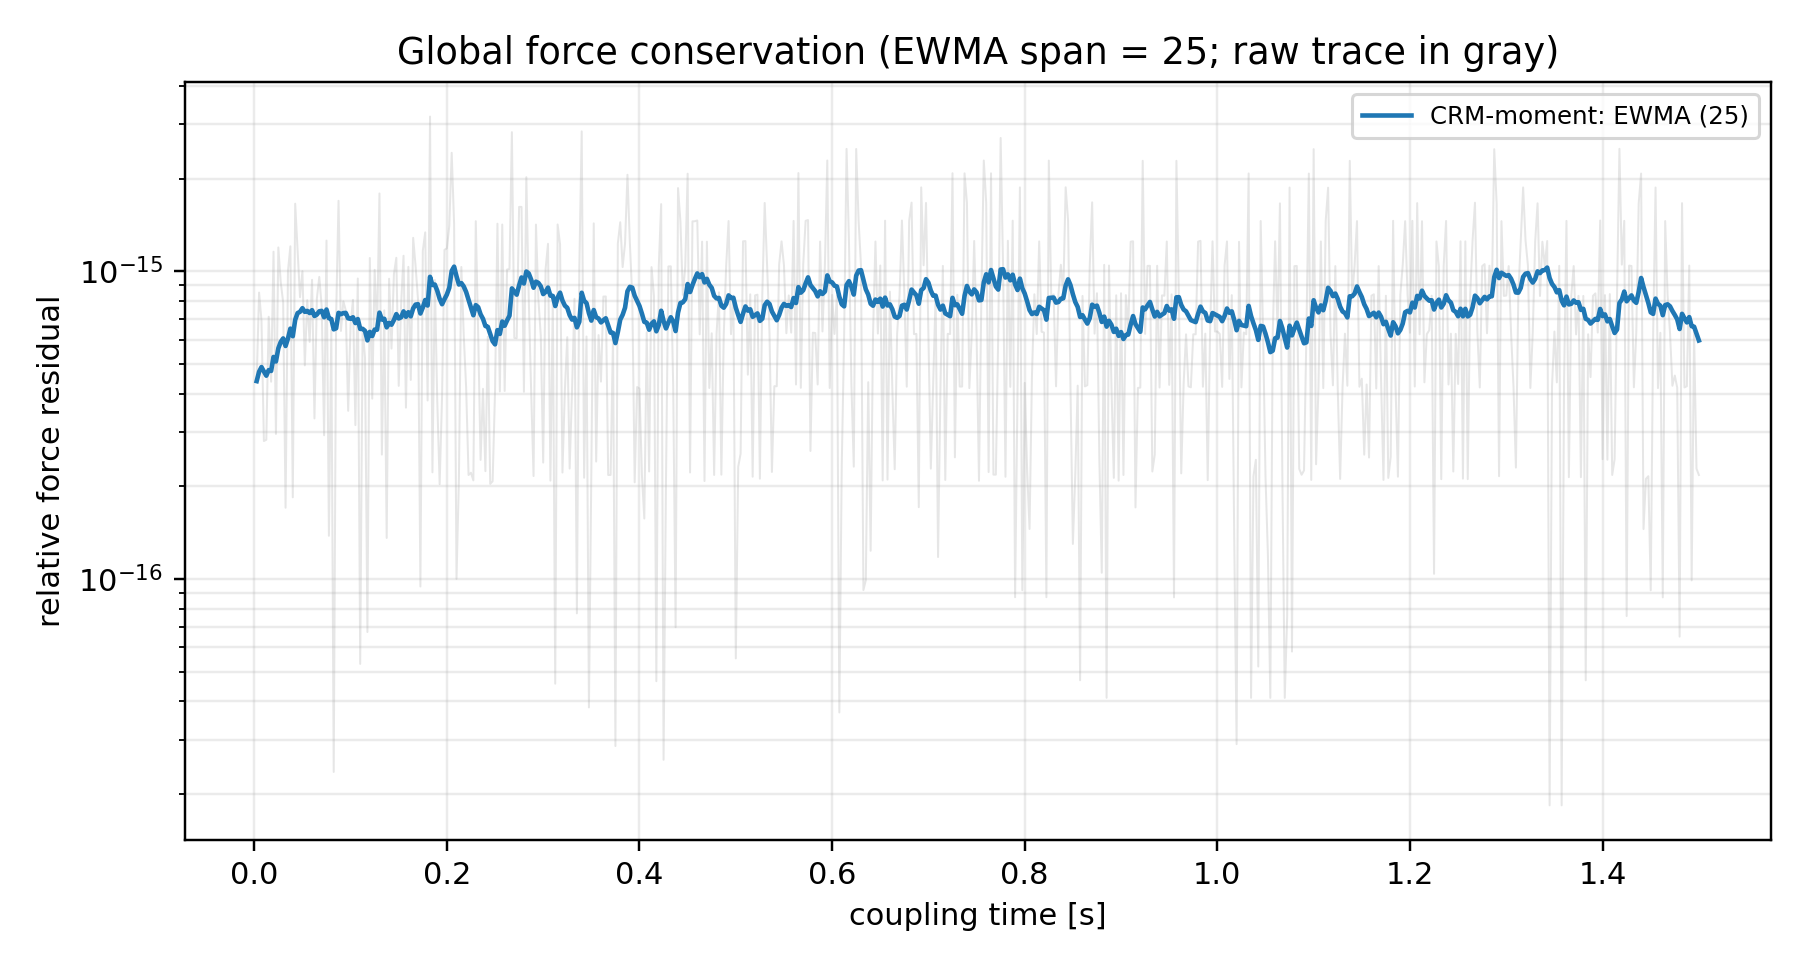 Global force conservation (EWMA span = 25; raw trace in gray)
CRM-moment: EWMA (25)
relative force residual
10⁻¹⁵
10⁻¹⁶
0.0 0.2 0.4 0.6 0.8 1.0 1.2 1.4
coupling time [s]